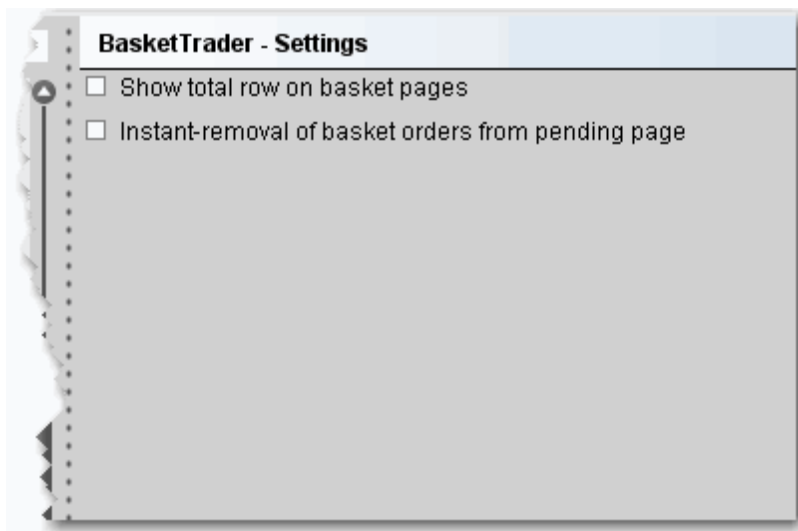 BasketTrader - Settings
Show total row on basket pages
Instant-removal of basket orders from pending page